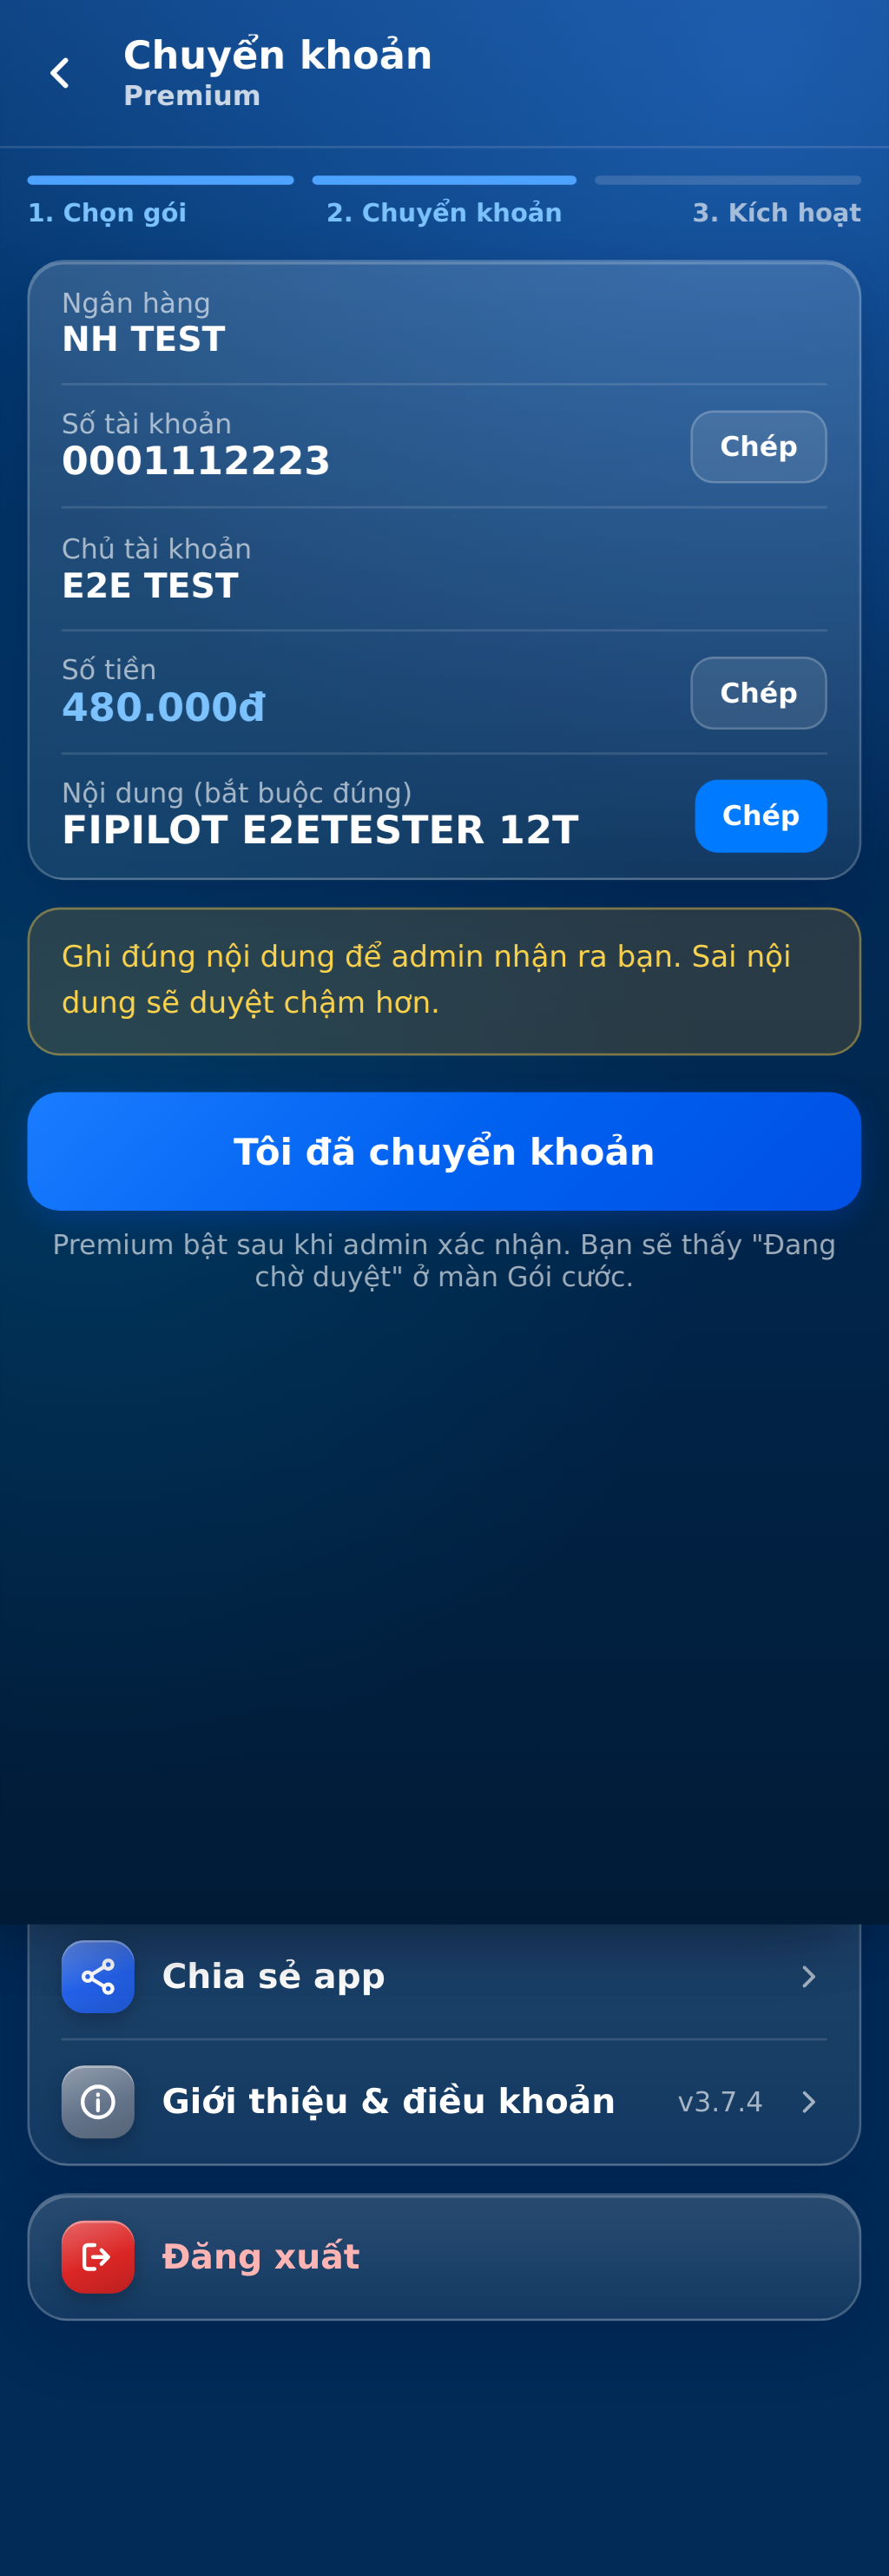 Chuyển khoản
Premium
1. Chọn gói
2. Chuyển khoản
3. Kích hoạt
Ngân hàng
NH TEST
Số tài khoản
0001112223
Chép
Chủ tài khoản
E2E TEST
Số tiền
480.000đ
Chép
Nội dung (bắt buộc đúng)
FIPILOT E2ETESTER 12T
Chép
Ghi đúng nội dung để admin nhận ra bạn. Sai nội
dung sẽ duyệt chậm hơn.
Tôi đã chuyển khoản
Premium bật sau khi admin xác nhận. Bạn sẽ thấy "Đang
chờ duyệt" ở màn Gói cước.
Chia sẻ app
Giới thiệu & điều khoản
v3.7.4
Đăng xuất